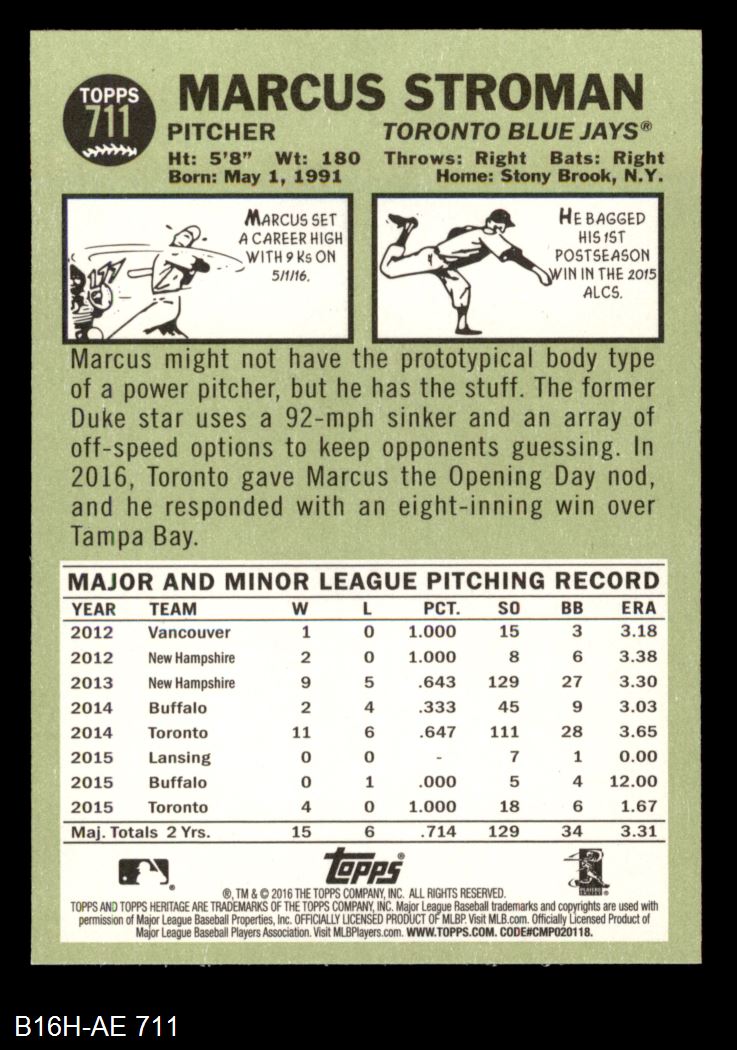 TOPPS
711
MARCUS STROMAN
PITCHER TORONTO BLUE JAYS®
Ht: 5'8" Wt: 180 Throws: Right Bats: Right
Born: May 1, 1991 Home: Stony Brook, N.Y.
MARCUS SET
A CAREER HIGH
WITH 9 Ks ON
5/1/16.
HE BAGGED
HIS 1ST
POSTSEASON
WIN IN THE 2015
ALCS.
Marcus might not have the prototypical body type
of a power pitcher, but he has the stuff. The former
Duke star uses a 92-mph sinker and an array of
off-speed options to keep opponents guessing. In
2016, Toronto gave Marcus the Opening Day nod,
and he responded with an eight-inning win over
Tampa Bay.
MAJOR AND MINOR LEAGUE PITCHING RECORD
YEAR TEAM W L PCT. SO BB ERA
2012 Vancouver 1 0 1.000 15 3 3.18
2012 New Hampshire 2 0 1.000 8 6 3.38
2013 New Hampshire 9 5 .643 129 27 3.30
2014 Buffalo 2 4 .333 45 9 3.03
2014 Toronto 11 6 .647 111 28 3.65
2015 Lansing 0 0 - 7 1 0.00
2015 Buffalo 0 1 .000 5 4 12.00
2015 Toronto 4 0 1.000 18 6 1.67
Maj. Totals 2 Yrs. 15 6 .714 129 34 3.31
topps®
®, TM & © 2016 THE TOPPS COMPANY, INC. ALL RIGHTS RESERVED.
TOPPS AND TOPPS HERITAGE ARE TRADEMARKS OF THE TOPPS COMPANY, INC. Major League Baseball trademarks and copyrights are used with
permission of Major League Baseball Properties, Inc. OFFICIALLY LICENSED PRODUCT OF MLBP. Visit MLB.com. Officially Licensed Product of
Major League Baseball Players Association. Visit MLBPlayers.com. WWW.TOPPS.COM. CODE#CMP020118.
B16H-AE 711